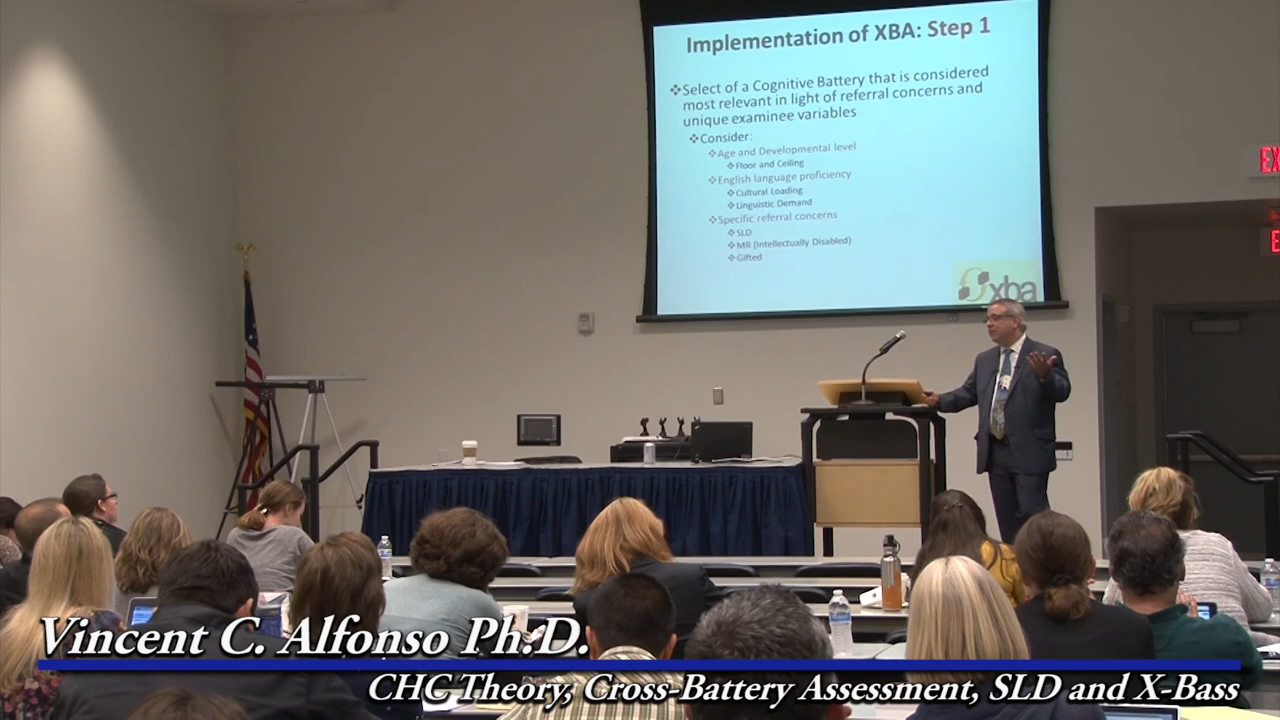 Implementation of XBA: Step 1
❖Select of a Cognitive Battery that is considered
most relevant in light of referral concerns and
unique examinee variables
❖Consider:
❖Age and Developmental level
❖Floor and Ceiling
❖English language proficiency
❖Cultural Loading
❖Linguistic Demand
❖Specific referral concerns
❖SLD
❖MR (Intellectually Disabled)
❖Gifted
xba
EX
E
Vincent C. Alfonso Ph.D.
CHC Theory, Cross-Battery Assessment, SLD and X-Bass